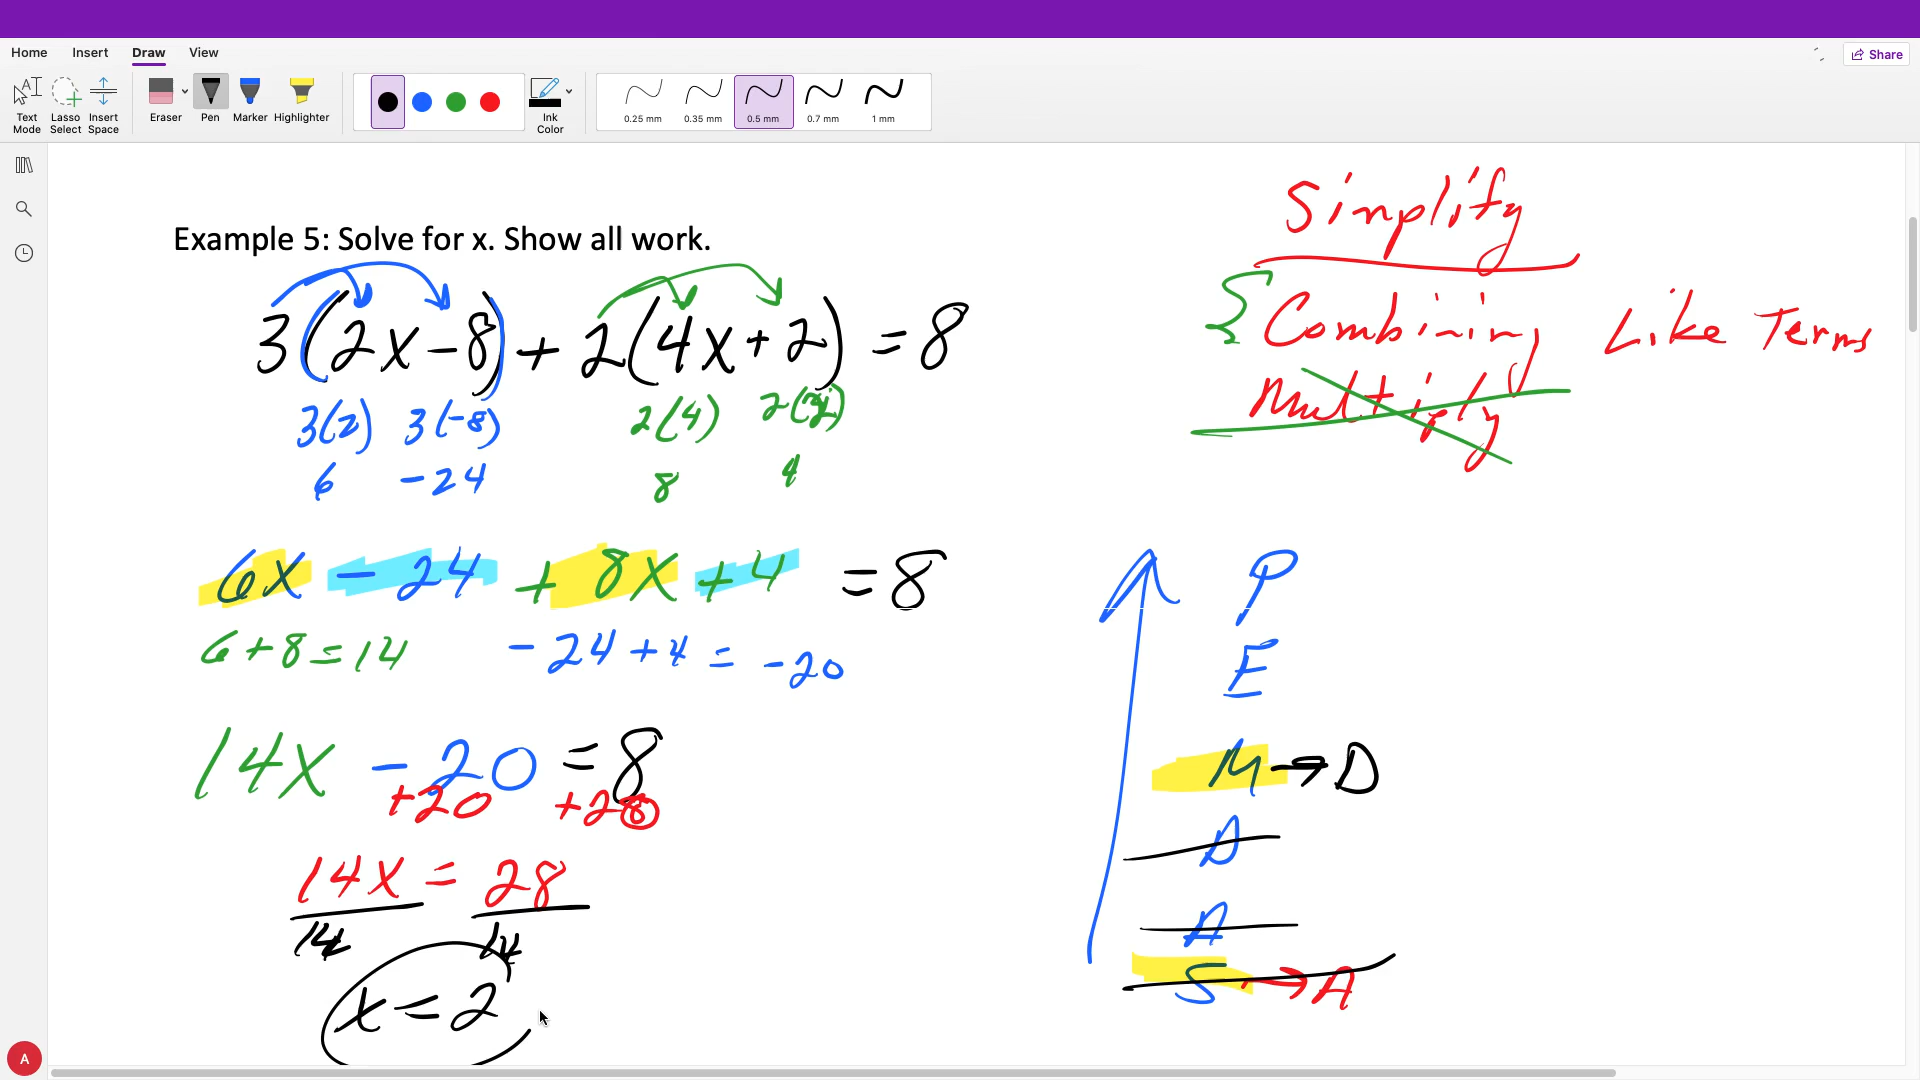 Home Insert Draw View
Share
Text Mode Lasso Select Insert Space Eraser Pen Marker Highlighter Ink Color 0.25 mm 0.35 mm 0.5 mm 0.7 mm 1 mm
Simplify
Example 5: Solve for x. Show all work.
3(2x-8)+2(4x+2)=8
Combining Like Terms
Multiply
3(2) 3(-8) 2(4) 2(2)
6 -24 8 4
6x -24 +8x +4 =8
6+8=14 -24+4 = -20
14x -20 =8
+20 +28
14x = 28
14 14
x=2
P
E
M→D
D
A
S→A
A